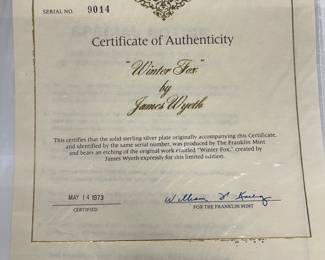 SERIAL NO. 9014
Certificate of Authenticity
"Winter Fox"
by
James Wyeth
This certifies that the solid sterling silver plate originally accompanying this Certificate,
and identified by the same serial number, was produced by The Franklin Mint
and bears an etching of the original work entitled "Winter Fox," created by
James Wyeth expressly for this limited edition.
MAY 14 1973
CERTIFIED
FOR THE FRANKLIN MINT